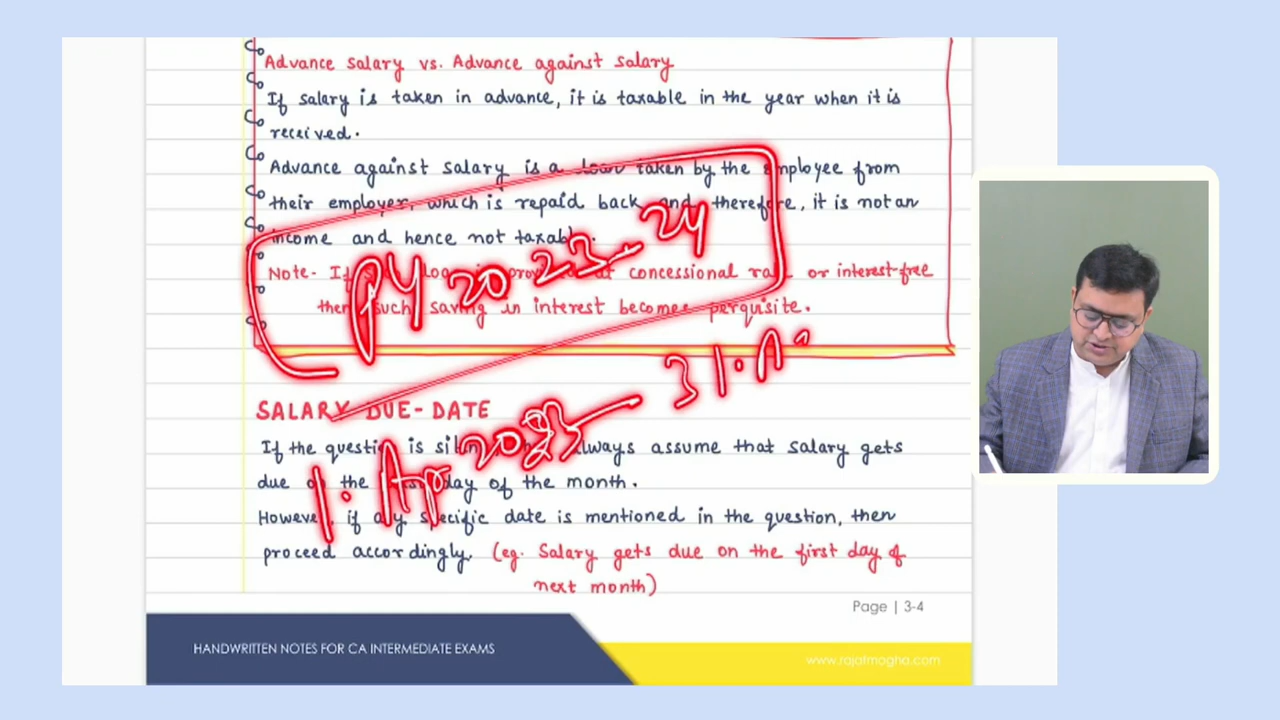 Advance salary vs. Advance against salary
If salary is taken in advance, it is taxable in the year when it is
received.
Advance against salary is a loan taken by the employee from
their employer, which is repaid back and therefore, it is not an
income and hence not taxable.
PY 2023-24
Note- If such loan is provided at concessional rate or interest-free
then such saving in interest becomes perquisite.
31. Ma
SALARY DUE-DATE
1. Apr 2023 -
If the question is silent, then always assume that salary gets
due on the last day of the month.
However, if any specific date is mentioned in the question, then
proceed accordingly. (eg. Salary gets due on the first day of
next month)
Page | 3-4
HANDWRITTEN NOTES FOR CA INTERMEDIATE EXAMS
www.rajatmogha.com